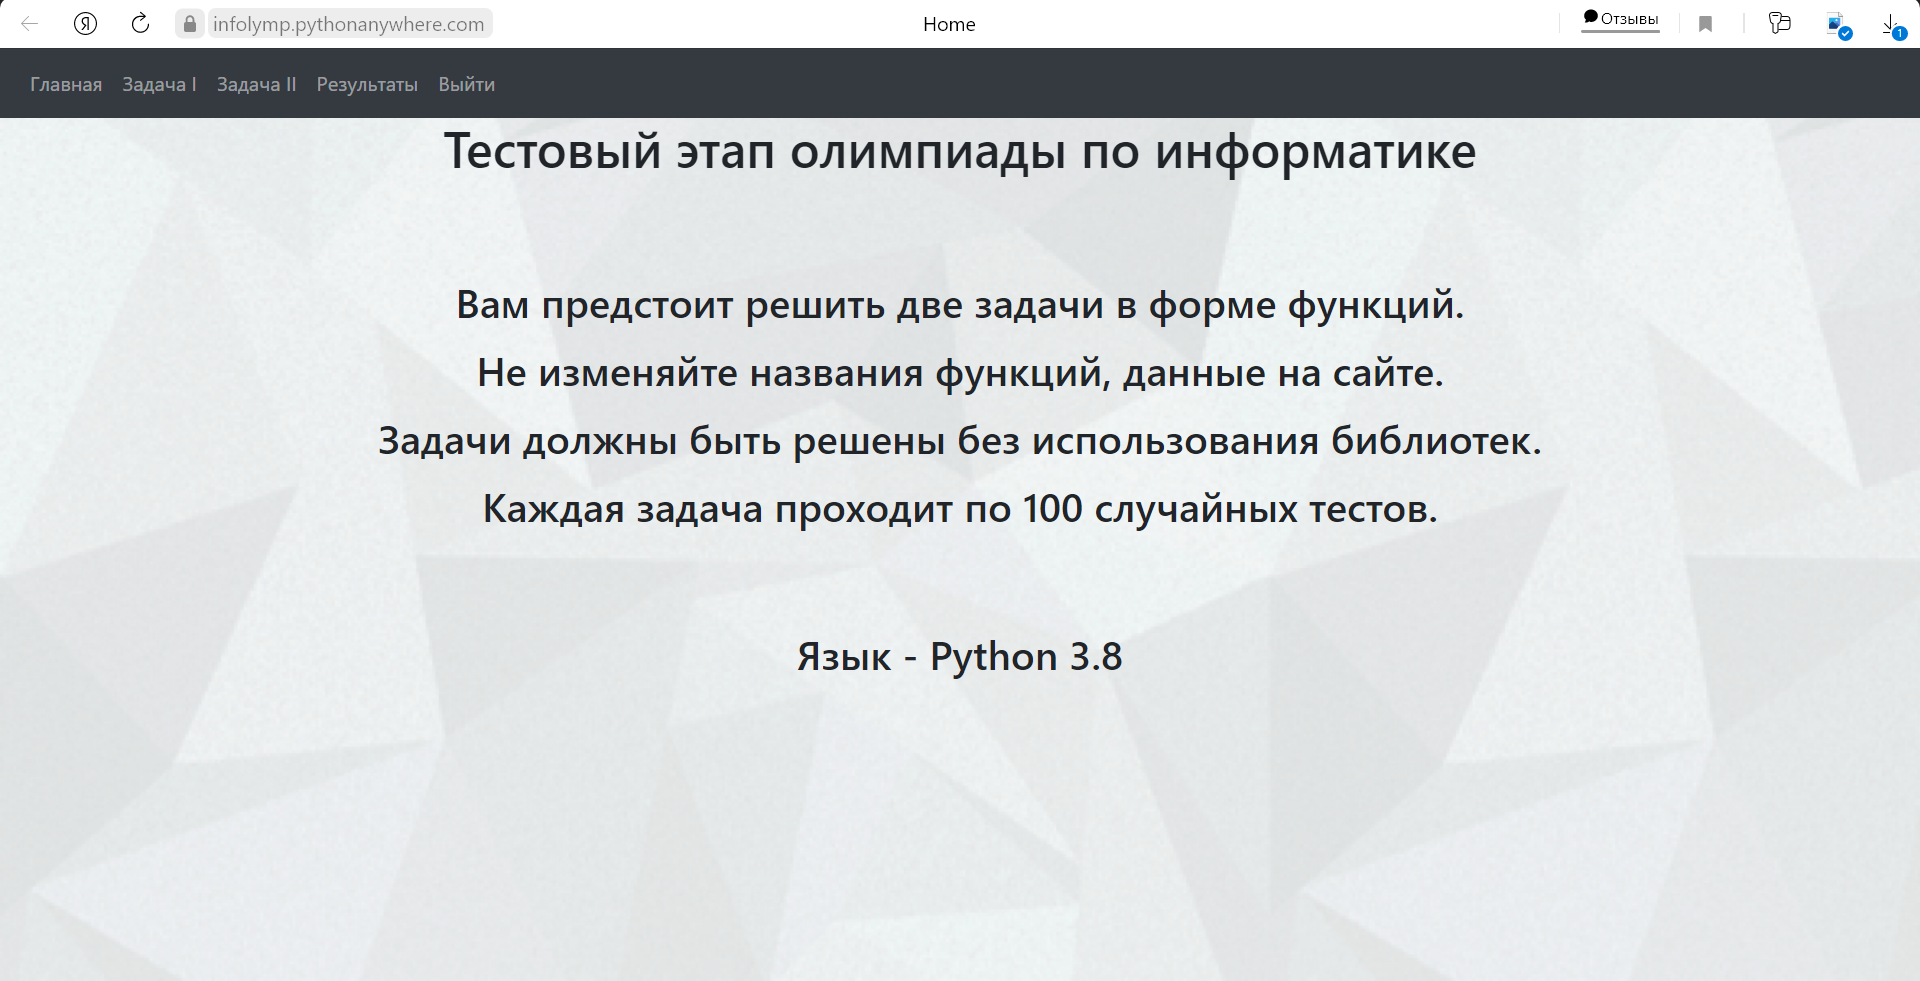 infolymp.pythonanywhere.com
Home
Отзывы
1
Главная Задача I Задача II Результаты Выйти
Тестовый этап олимпиады по информатике
Вам предстоит решить две задачи в форме функций.
Не изменяйте названия функций, данные на сайте.
Задачи должны быть решены без использования библиотек.
Каждая задача проходит по 100 случайных тестов.
Язык - Python 3.8